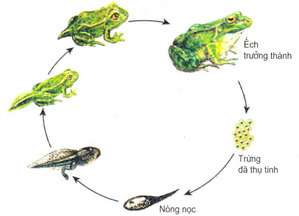 Ếch
trưởng thành
Trứng
đã thụ tinh
Nòng nọc